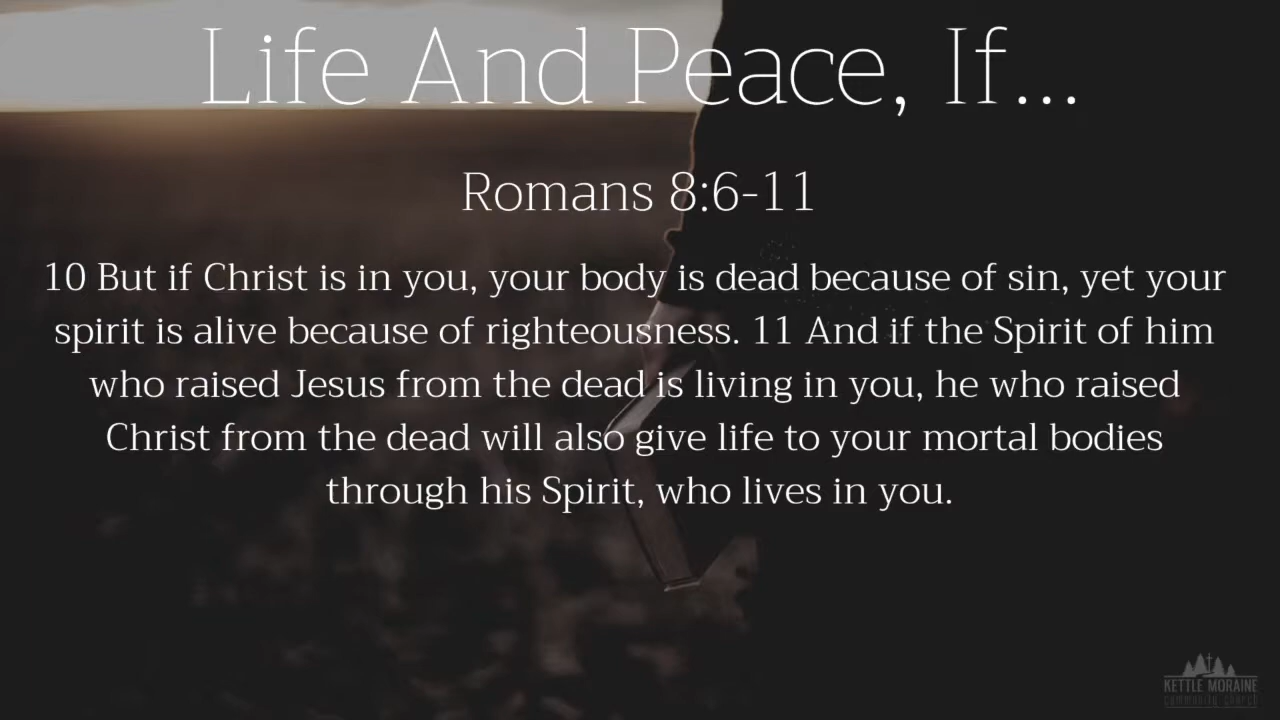 Life And Peace, If...
Romans 8:6-11
10 But if Christ is in you, your body is dead because of sin, yet your
spirit is alive because of righteousness. 11 And if the Spirit of him
who raised Jesus from the dead is living in you, he who raised
Christ from the dead will also give life to your mortal bodies
through his Spirit, who lives in you.
KETTLE MORAINE
community church